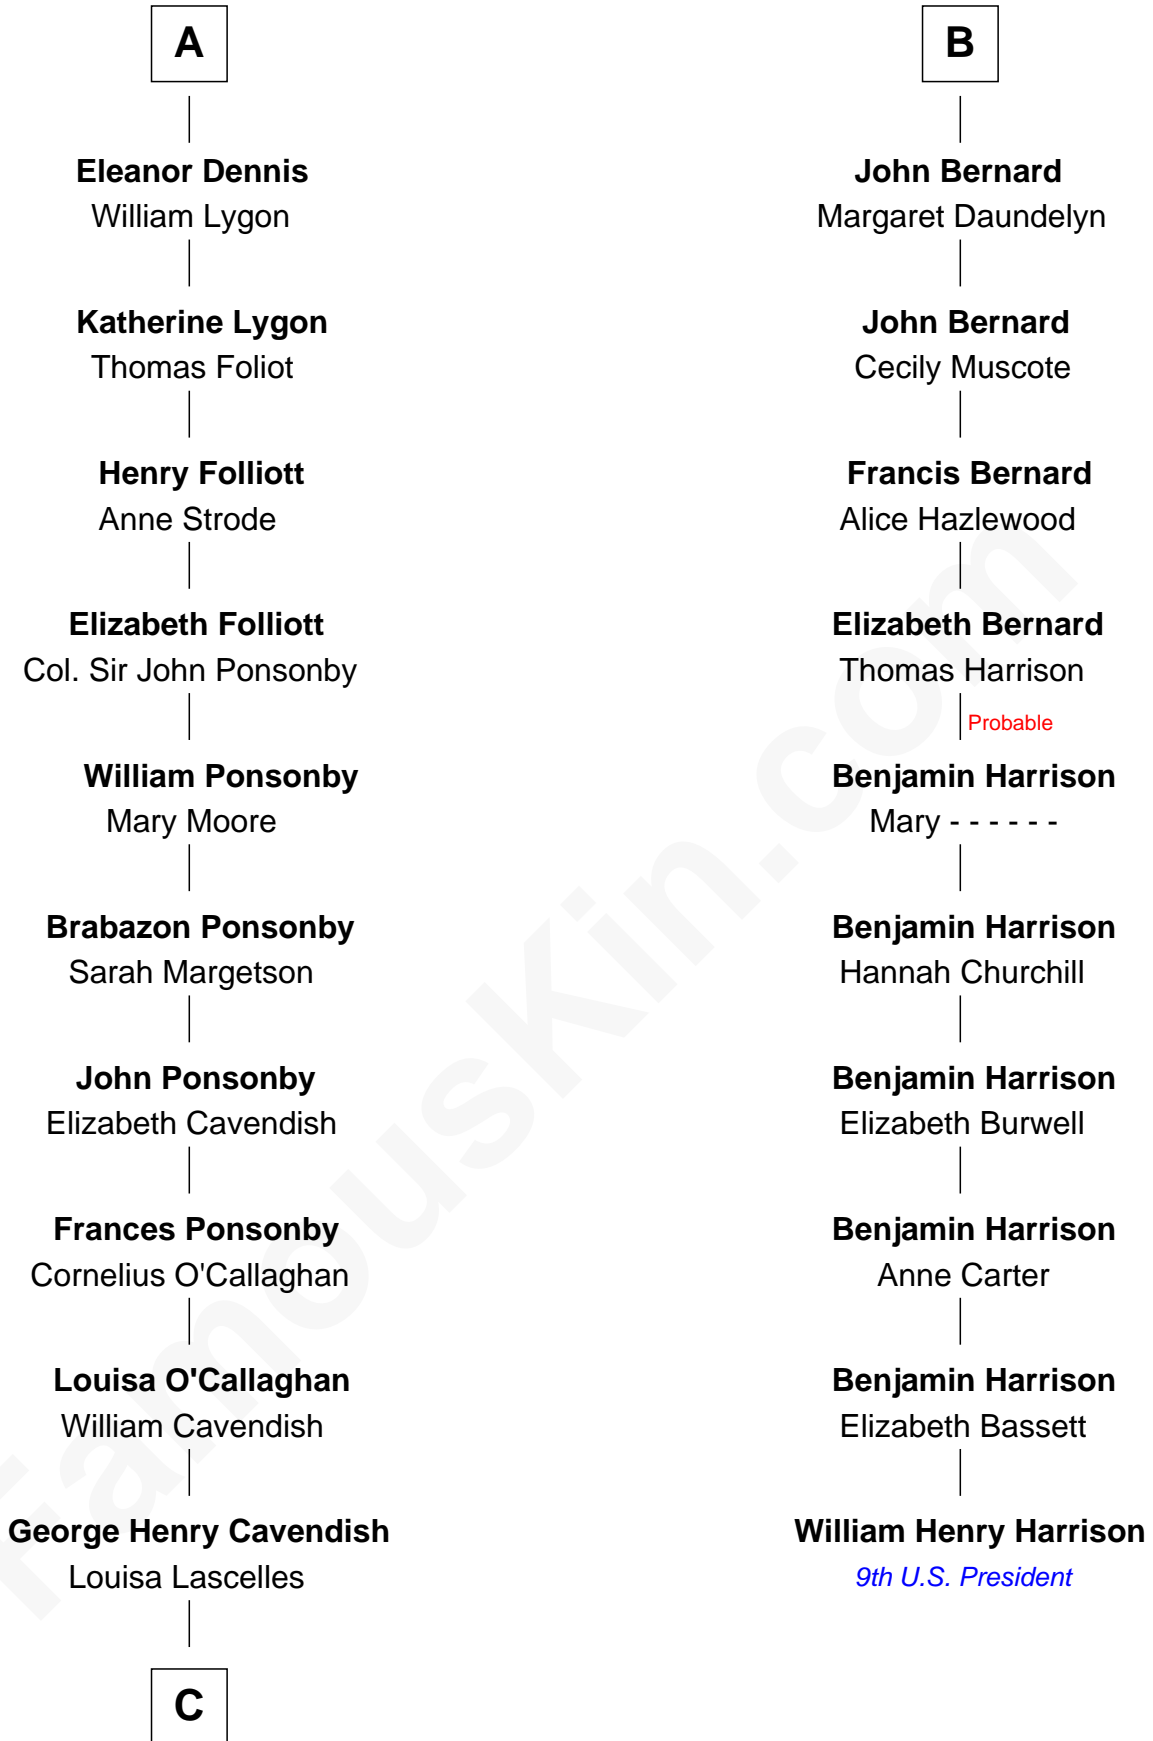 A
Eleanor Dennis
William Lygon
Katherine Lygon
Thomas Foliot
Henry Folliott
Anne Strode
Elizabeth Folliott
Col. Sir John Ponsonby
William Ponsonby
Mary Moore
Brabazon Ponsonby
Sarah Margetson
John Ponsonby
Elizabeth Cavendish
Frances Ponsonby
Cornelius O'Callaghan
Louisa O'Callaghan
William Cavendish
George Henry Cavendish
Louisa Lascelles
C
B
John Bernard
Margaret Daundelyn
John Bernard
Cecily Muscote
Francis Bernard
Alice Hazlewood
Elizabeth Bernard
Thomas Harrison
Probable
Benjamin Harrison
Mary - - - - - -
Benjamin Harrison
Hannah Churchill
Benjamin Harrison
Elizabeth Burwell
Benjamin Harrison
Anne Carter
Benjamin Harrison
Elizabeth Bassett
William Henry Harrison
9th U.S. President
FamousKin.com